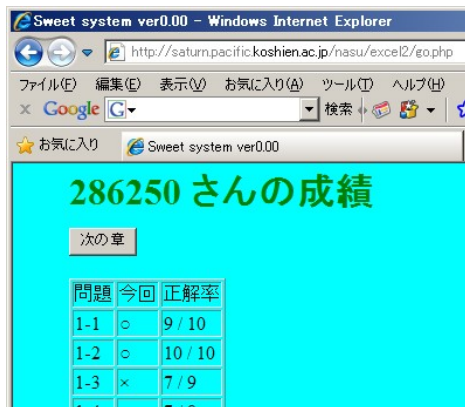 Sweet system ver0.00 - Windows Internet Explorer
http://saturn.pacific.koshien.ac.jp/nasu/excel2/go.php
ファイル(F) 編集(E) 表示(V) お気に入り(A) ツール(T) ヘルプ(H)
× Google G 検索
お気に入り Sweet system ver0.00
286250 さんの成績
次の章
問題 今回 正解率
1-1 ○ 9 / 10
1-2 ○ 10 / 10
1-3 × 7 / 9